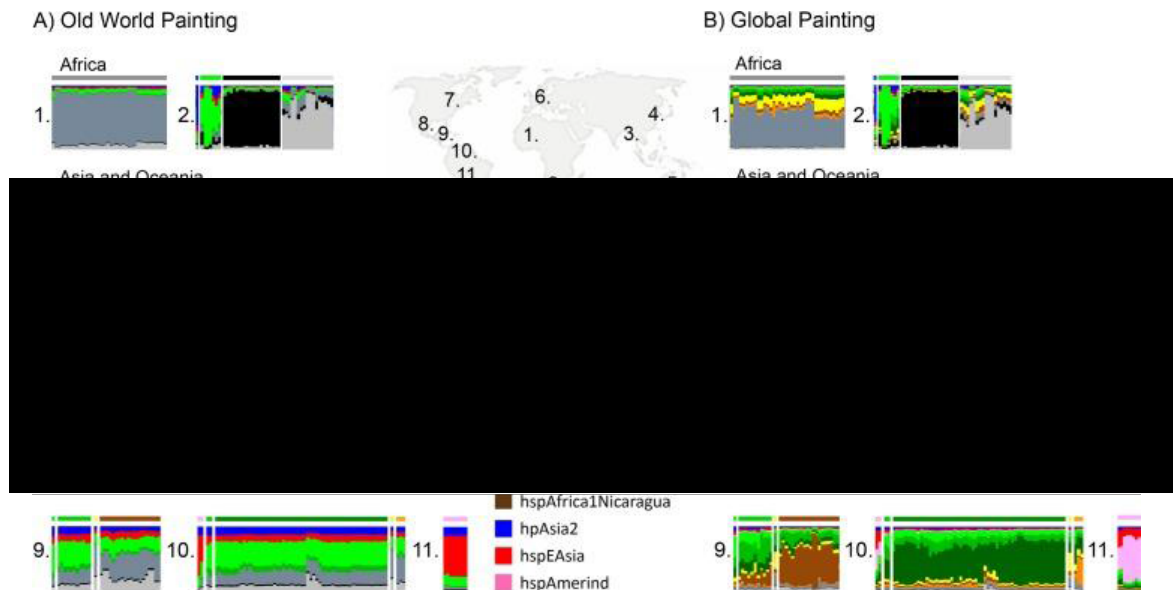 A) Old World Painting
B) Global Painting
Africa
1.
2.
7.
6.
4.
8.
9.
1.
3.
10.
11.
Africa
1.
2.
Asia and Oceania
Asia and Oceania
hspAfrica1Nicaragua
hpAsia2
hspEAsia
hspAmerind
9.
10.
11.
9.
10.
11.